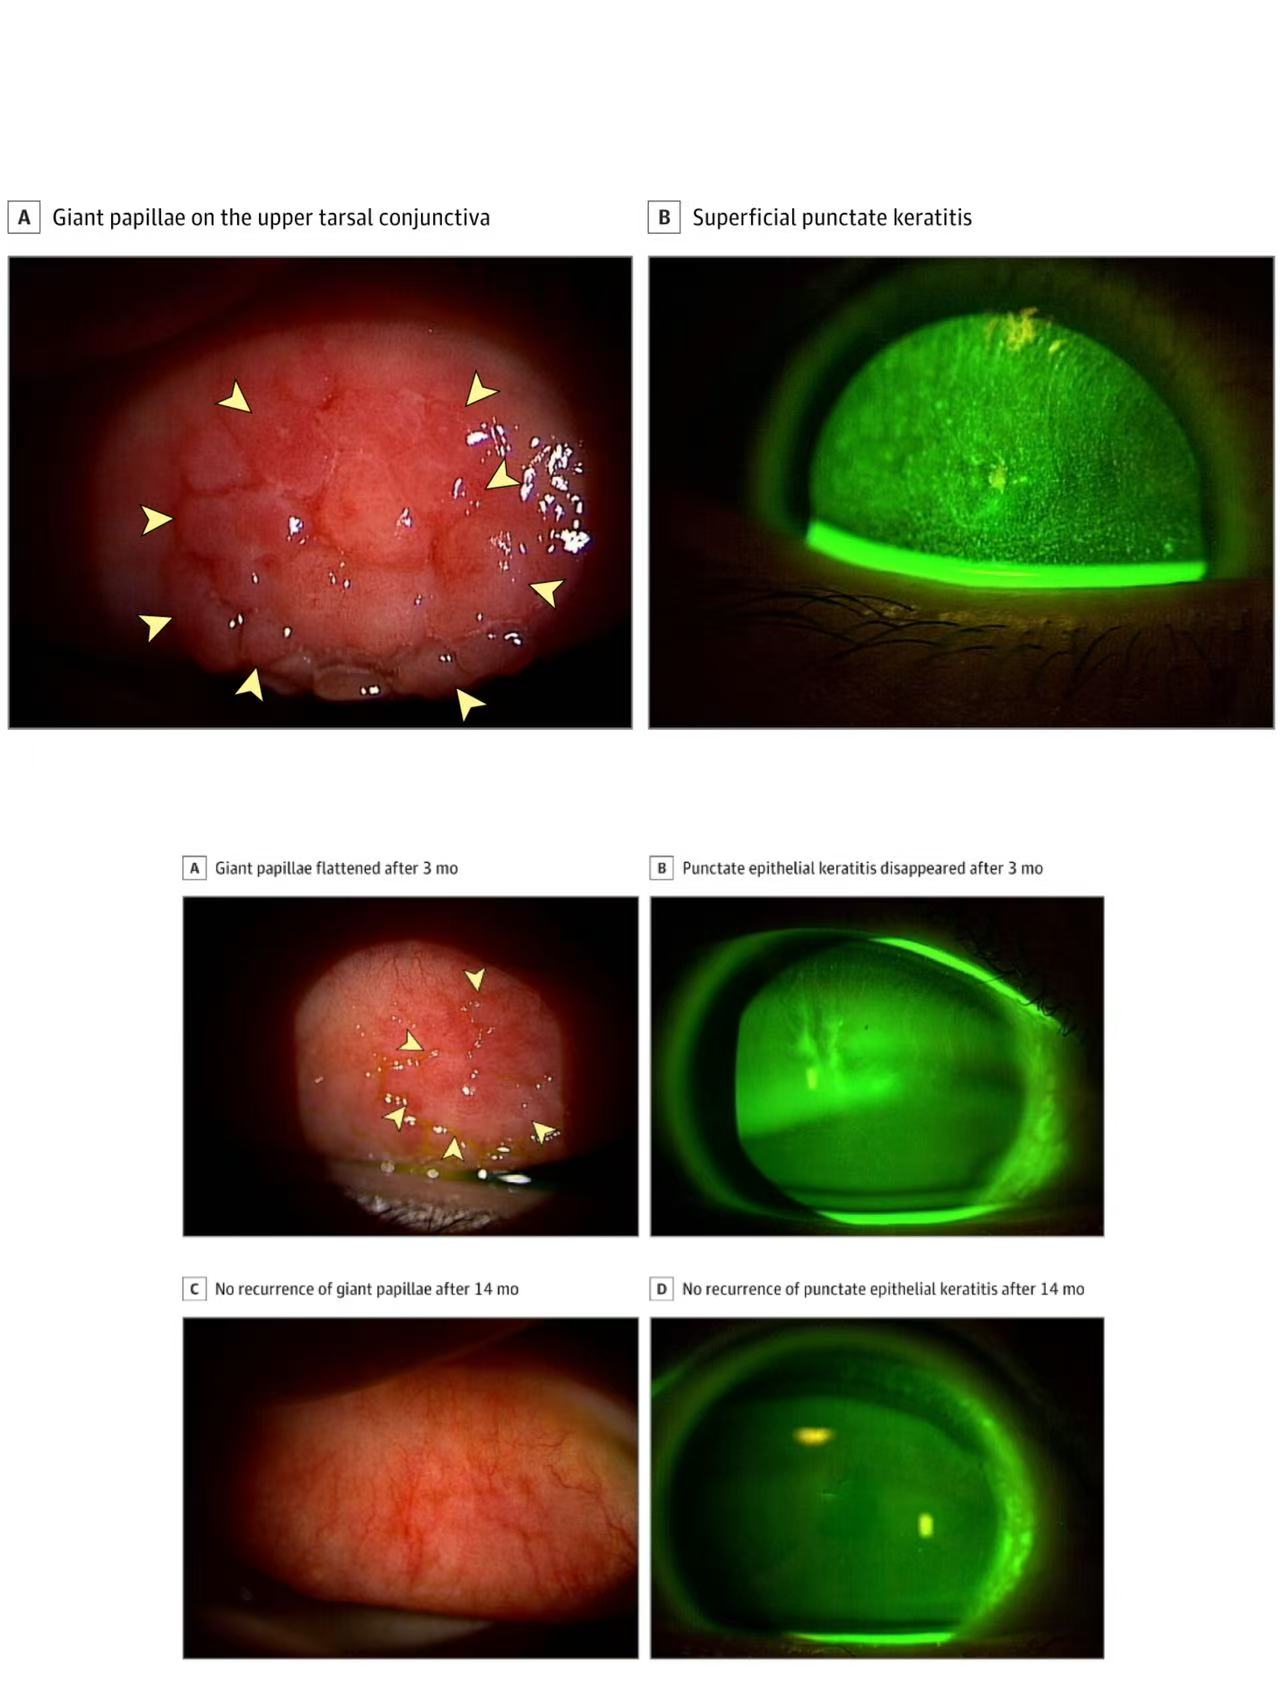 A Giant papillae on the upper tarsal conjunctiva
B Superficial punctate keratitis
A Giant papillae flattened after 3 mo
B Punctate epithelial keratitis disappeared after 3 mo
C No recurrence of giant papillae after 14 mo
D No recurrence of punctate epithelial keratitis after 14 mo